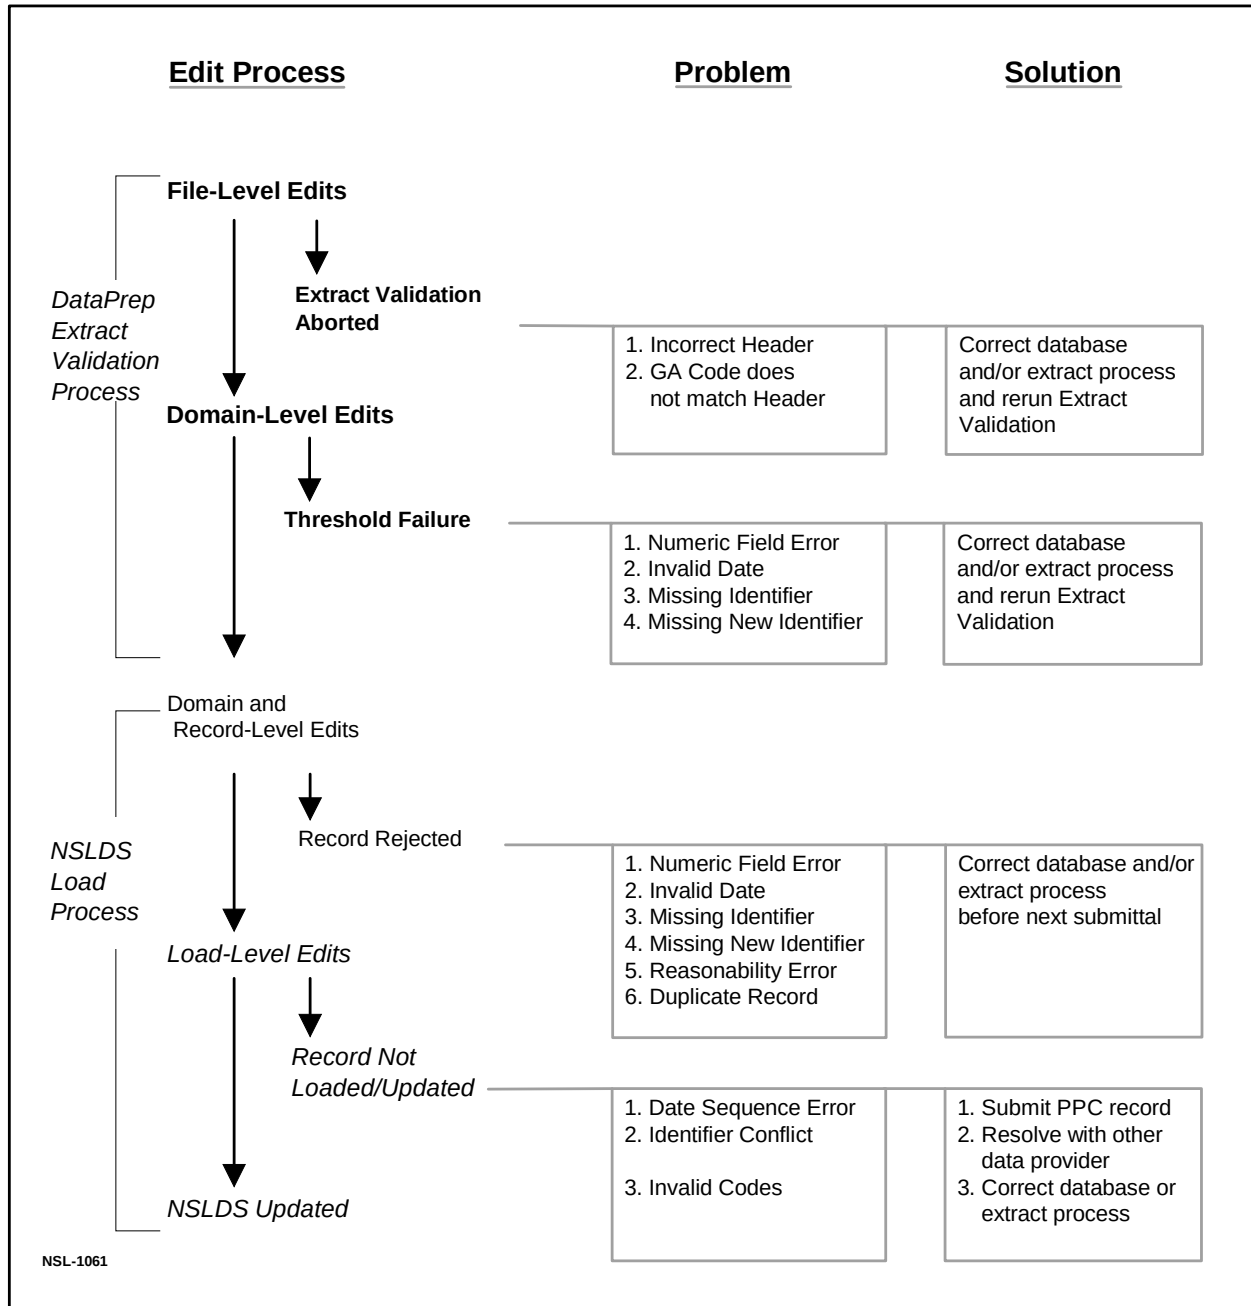 Edit Process
Problem
Solution
File-Level Edits
DataPrep
Extract
Validation
Process
Extract Validation
Aborted
1. Incorrect Header
2. GA Code does
not match Header
Correct database
and/or extract process
and rerun Extract
Validation
Domain-Level Edits
Threshold Failure
1. Numeric Field Error
2. Invalid Date
3. Missing Identifier
4. Missing New Identifier
Correct database
and/or extract process
and rerun Extract
Validation
Domain and
Record-Level Edits
NSLDS
Load
Process
Record Rejected
1. Numeric Field Error
2. Invalid Date
3. Missing Identifier
4. Missing New Identifier
5. Reasonability Error
6. Duplicate Record
Correct database and/or
extract process
before next submittal
Load-Level Edits
Record Not
Loaded/Updated
1. Date Sequence Error
2. Identifier Conflict
3. Invalid Codes
1. Submit PPC record
2. Resolve with other
data provider
3. Correct database or
extract process
NSLDS Updated
NSL-1061